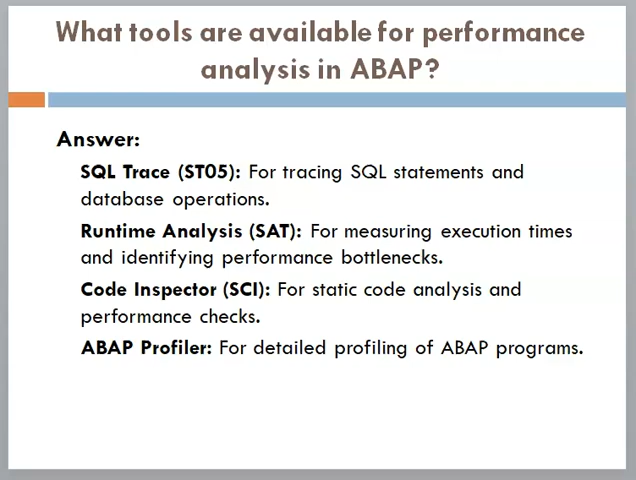 What tools are available for performance
analysis in ABAP?
Answer:
SQL Trace (ST05): For tracing SQL statements and
database operations.
Runtime Analysis (SAT): For measuring execution times
and identifying performance bottlenecks.
Code Inspector (SCI): For static code analysis and
performance checks.
ABAP Profiler: For detailed profiling of ABAP programs.